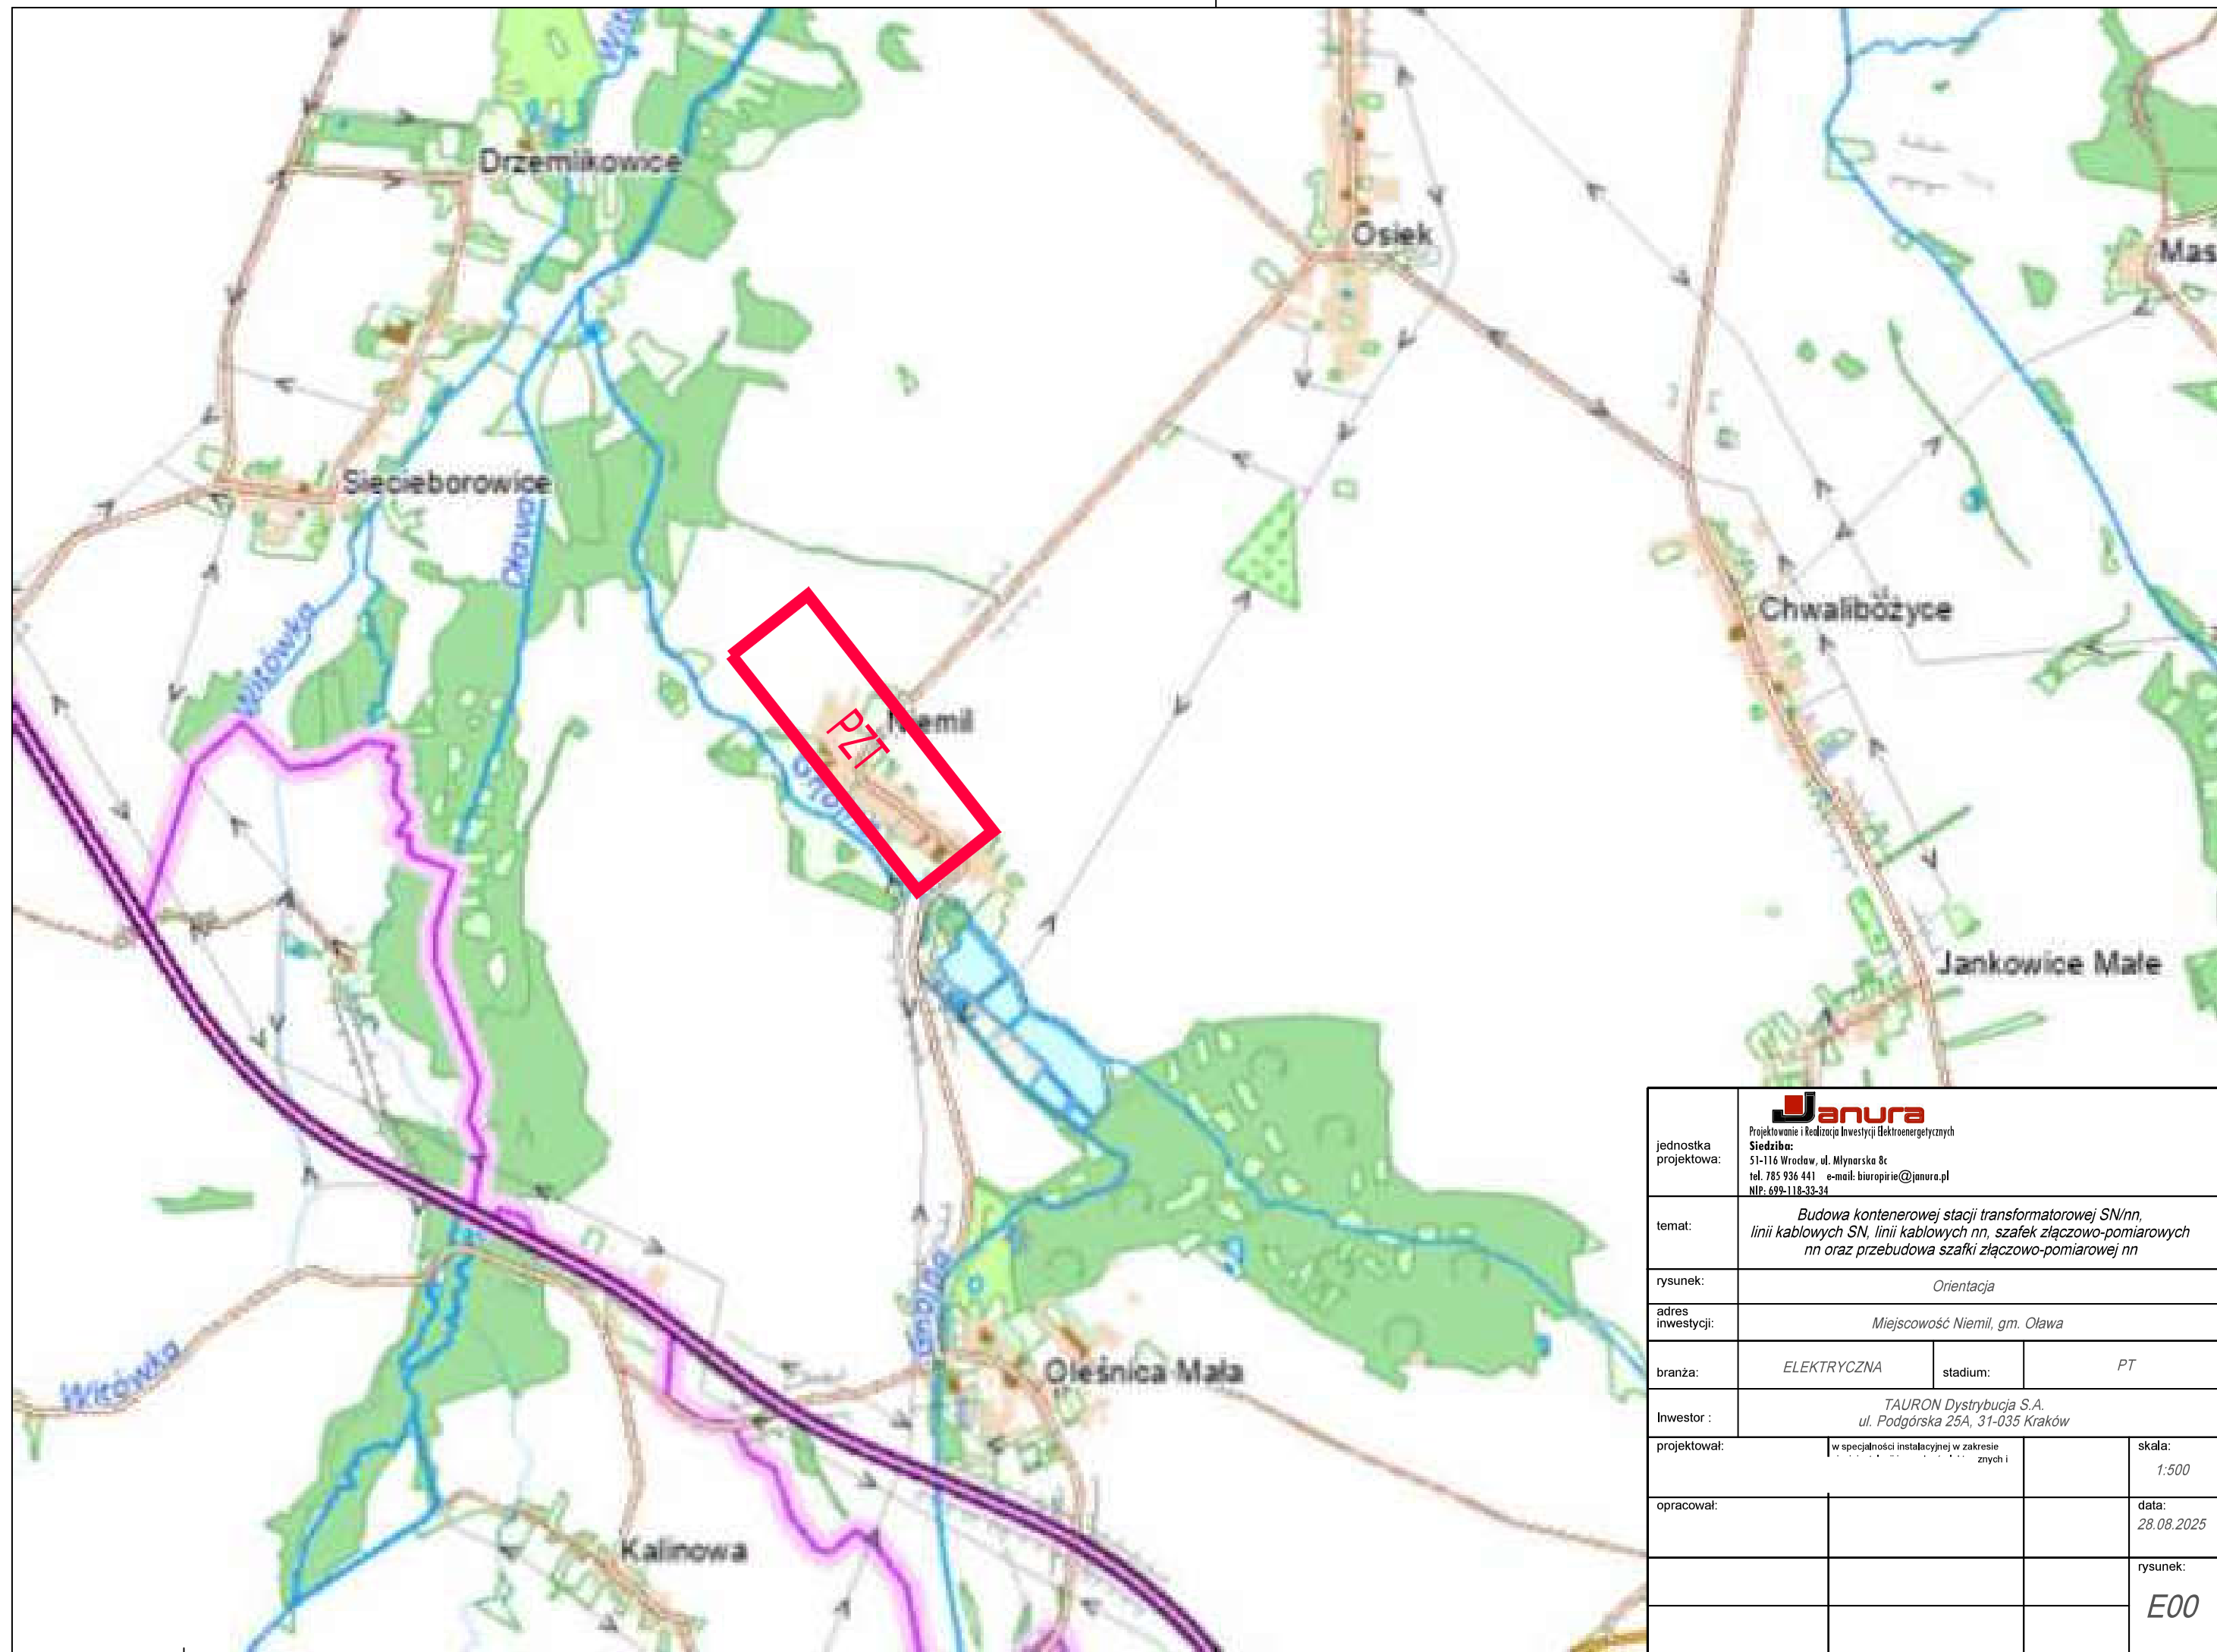 Drzemlikowice
Osiek
Mas
Siecieborowice
Oława
Witówka
Chwalibożyce
Niemil
PZT
Jankowice Małe
Gnojna
Oleśnica Mała
Witówka
Kalinowa
jednostka projektowa:
Janura
Projektowanie i Realizacja Inwestycji Elektroenergetycznych
Siedziba:
51-116 Wrocław, ul. Młynarska 8c
tel. 785 936 441 e-mail: biuropirie@janura.pl
NIP: 699-118-33-34
temat:
Budowa kontenerowej stacji transformatorowej SN/nn,
linii kablowych SN, linii kablowych nn, szafek złączowo-pomiarowych
nn oraz przebudowa szafki złączowo-pomiarowej nn
rysunek:
Orientacja
adres
inwestycji:
Miejscowość Niemil, gm. Oława
branża:
ELEKTRYCZNA
stadium:
PT
Inwestor :
TAURON Dystrybucja S.A.
ul. Podgórska 25A, 31-035 Kraków
projektował:
w specjalności instalacyjnej w zakresie
znych i
skala:
1:500
opracował:
data:
28.08.2025
rysunek:
E00